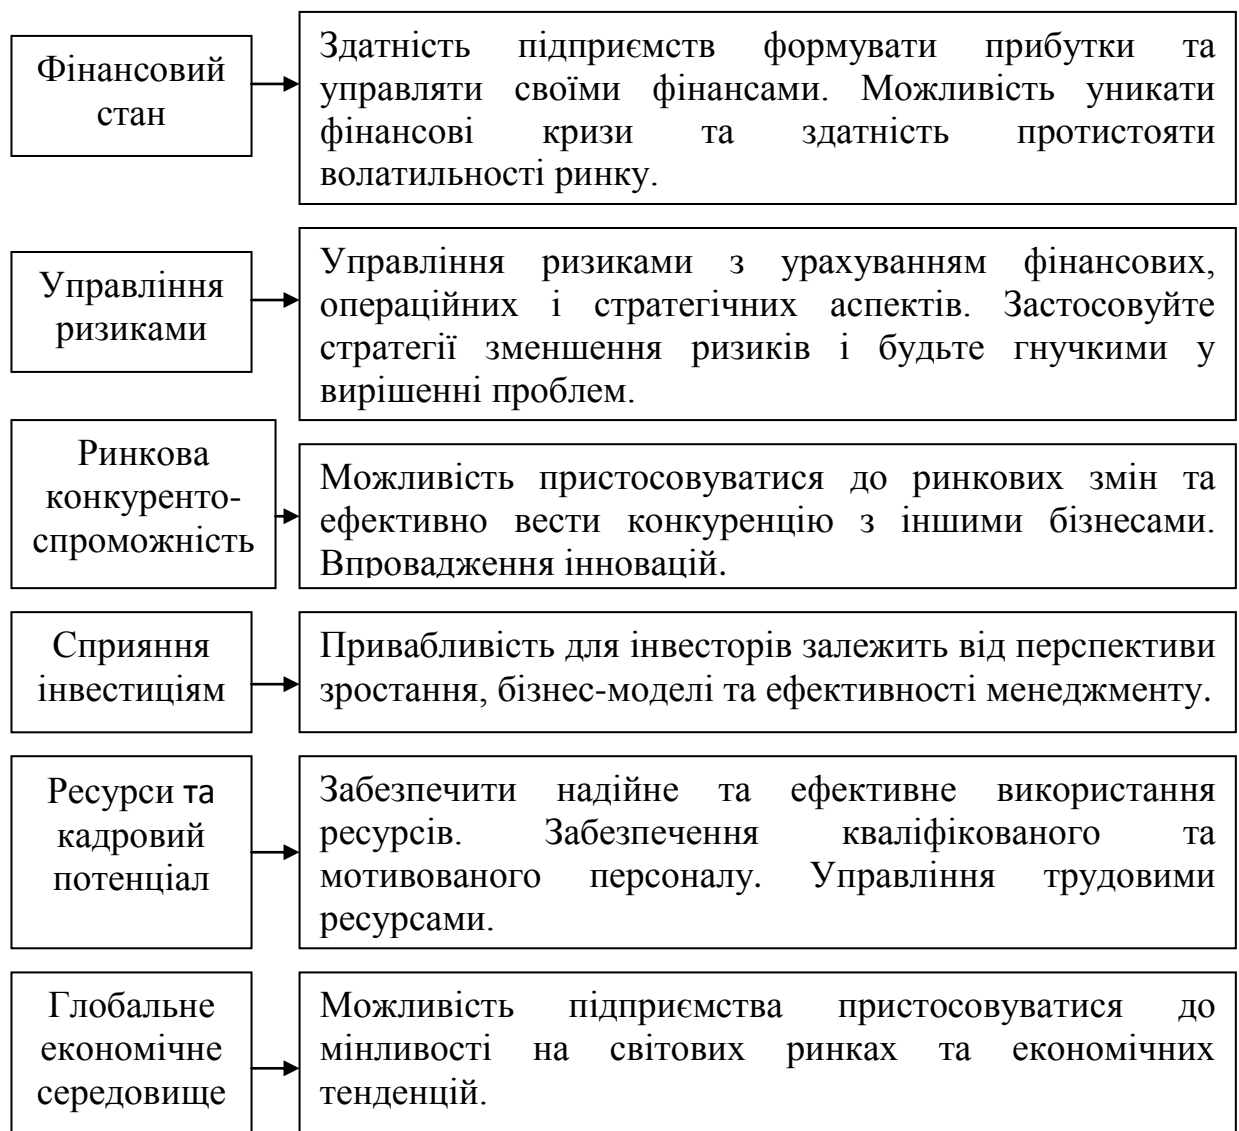 Фінансовий
стан
Здатність підприємств формувати прибутки та
управляти своїми фінансами. Можливість уникати
фінансові кризи та здатність протистояти
волатильності ринку.
Управління
ризиками
Управління ризиками з урахуванням фінансових,
операційних і стратегічних аспектів. Застосовуйте
стратегії зменшення ризиків і будьте гнучкими у
вирішенні проблем.
Ринкова
конкуренто-
спроможність
Можливість пристосовуватися до ринкових змін та
ефективно вести конкуренцію з іншими бізнесами.
Впровадження інновацій.
Сприяння
інвестиціям
Привабливість для інвесторів залежить від перспективи
зростання, бізнес-моделі та ефективності менеджменту.
Ресурси та
кадровий
потенціал
Забезпечити надійне та ефективне використання
ресурсів. Забезпечення кваліфікованого та
мотивованого персоналу. Управління трудовими
ресурсами.
Глобальне
економічне
середовище
Можливість підприємства пристосовуватися до
мінливості на світових ринках та економічних
тенденцій.